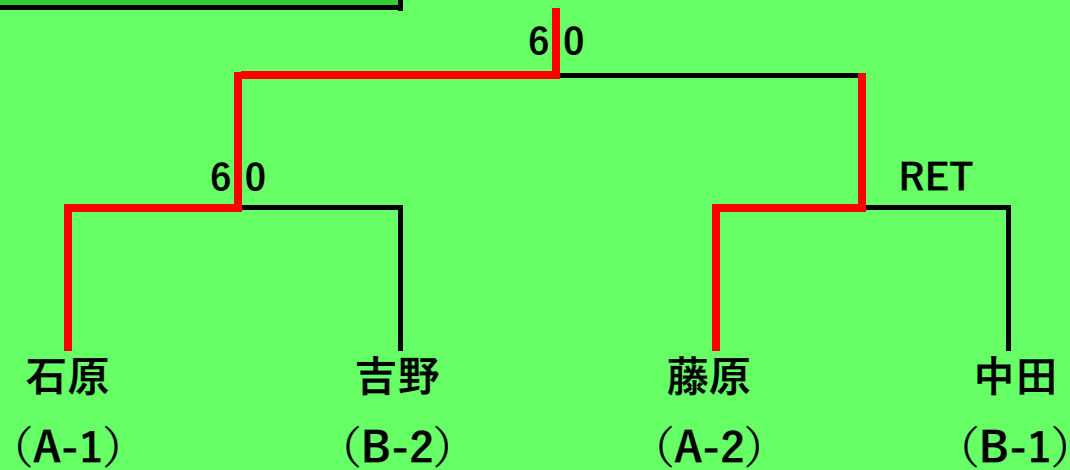 6 0
6 0 RET
石原 吉野 藤原 中田
（A-1） （B-2） （A-2） （B-1）